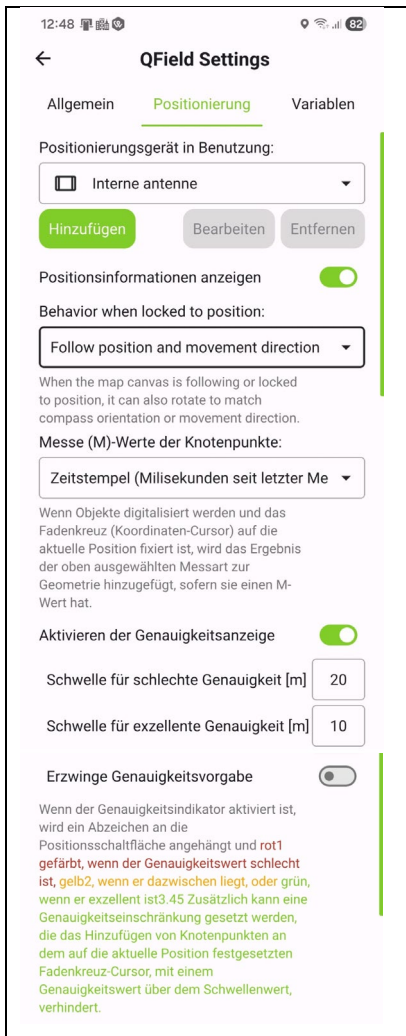 12:48
82
QField Settings
Allgemein Positionierung Variablen
Positionierungsgerät in Benutzung:
Interne antenne
Hinzufügen Bearbeiten Entfernen
Positionsinformationen anzeigen
Behavior when locked to position:
Follow position and movement direction
When the map canvas is following or locked
to position, it can also rotate to match
compass orientation or movement direction.
Messe (M)-Werte der Knotenpunkte:
Zeitstempel (Milisekunden seit letzter Me
Wenn Objekte digitalisiert werden und das
Fadenkreuz (Koordinaten-Cursor) auf die
aktuelle Position fixiert ist, wird das Ergebnis
der oben ausgewählten Messart zur
Geometrie hinzugefügt, sofern sie einen M-
Wert hat.
Aktivieren der Genauigkeitsanzeige
Schwelle für schlechte Genauigkeit [m] 20
Schwelle für exzellente Genauigkeit [m] 10
Erzwinge Genauigkeitsvorgabe
Wenn der Genauigkeitsindikator aktiviert ist,
wird ein Abzeichen an die
Positionsschaltfläche angehängt und rot1
gefärbt, wenn der Genauigkeitswert schlecht
ist, gelb2, wenn er dazwischen liegt, oder grün,
wenn er exzellent ist3.45 Zusätzlich kann eine
Genauigkeitseinschränkung gesetzt werden,
die das Hinzufügen von Knotenpunkten an
dem auf die aktuelle Position festgesetzten
Fadenkreuz-Cursor, mit einem
Genauigkeitswert über dem Schwellenwert,
verhindert.